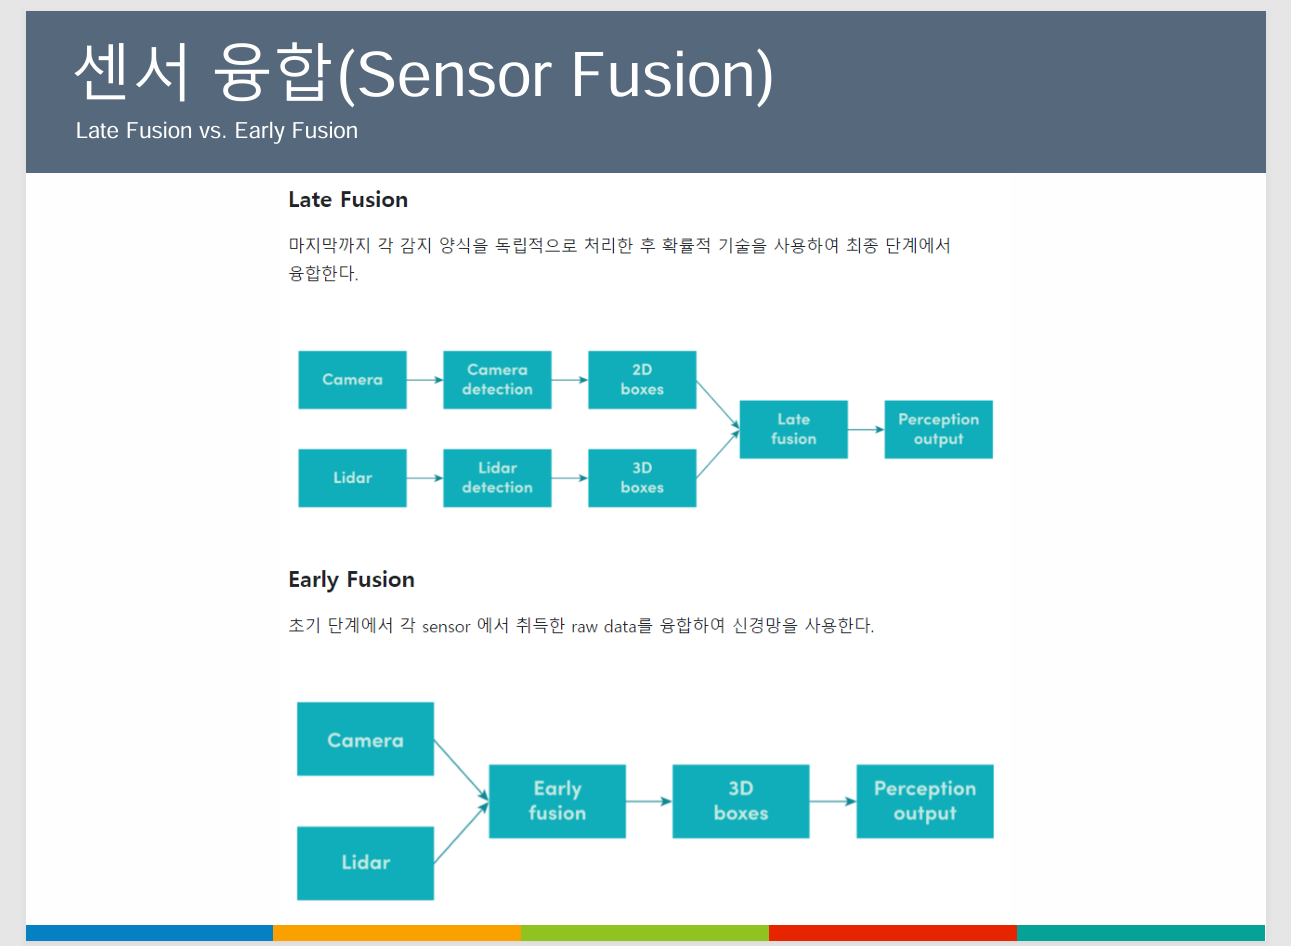 센서 융합(Sensor Fusion)
Late Fusion vs. Early Fusion
Late Fusion
마지막까지 각 감지 양식을 독립적으로 처리한 후 확률적 기술을 사용하여 최종 단계에서
융합한다.
Camera
Camera
detection
2D
boxes
Late
fusion
Perception
output
Lidar
Lidar
detection
3D
boxes
Early Fusion
초기 단계에서 각 sensor 에서 취득한 raw data를 융합하여 신경망을 사용한다.
Camera
Early
fusion
3D
boxes
Perception
output
Lidar